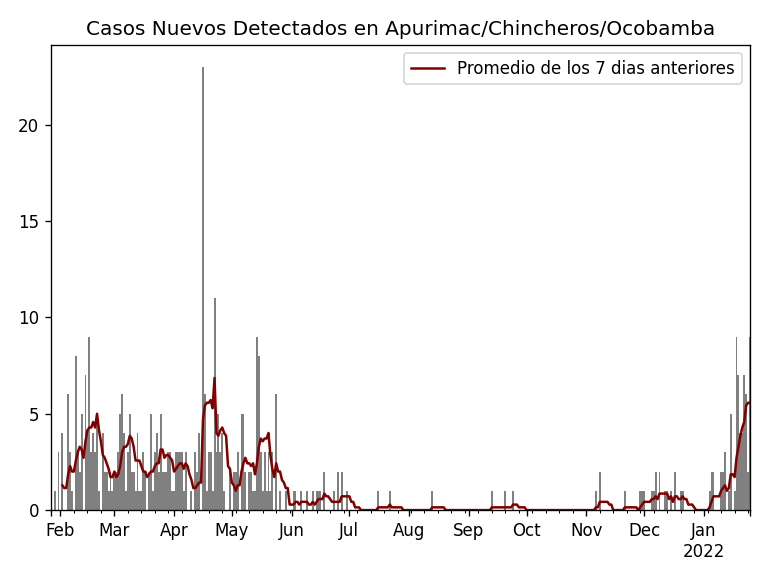 Casos Nuevos Detectados en Apurimac/Chincheros/Ocobamba
Promedio de los 7 dias anteriores
20
15
10
5
0
Feb Mar Apr May Jun Jul Aug Sep Oct Nov Dec Jan
2022